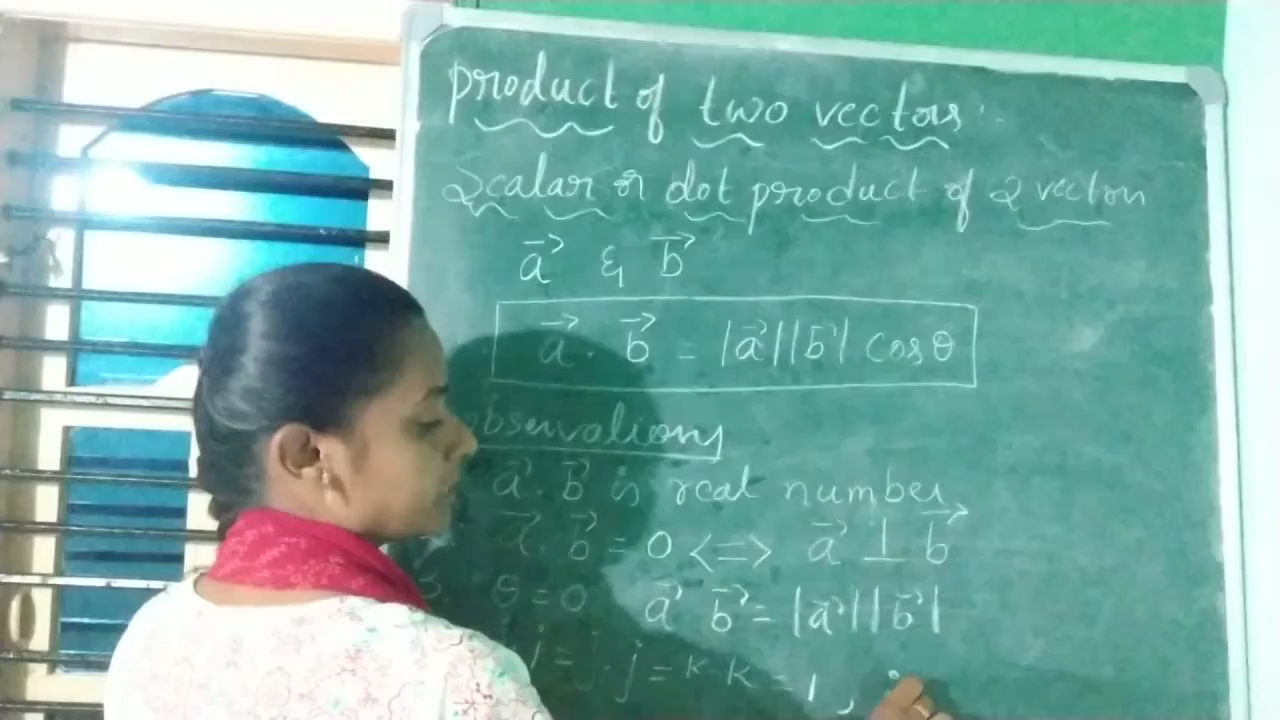 product of two vectors:
Scalar or dot product of 2 vectors
a⃗ & b⃗
a⃗ · b⃗ = |a⃗||b⃗| cosθ
observations
a⃗ . b⃗ is real number
a⃗ . b⃗ = 0 <=> a⃗ ⊥ b⃗
3. θ = 0 a⃗ b⃗ = |a⃗||b⃗|
j . j = k . k = 1 ,